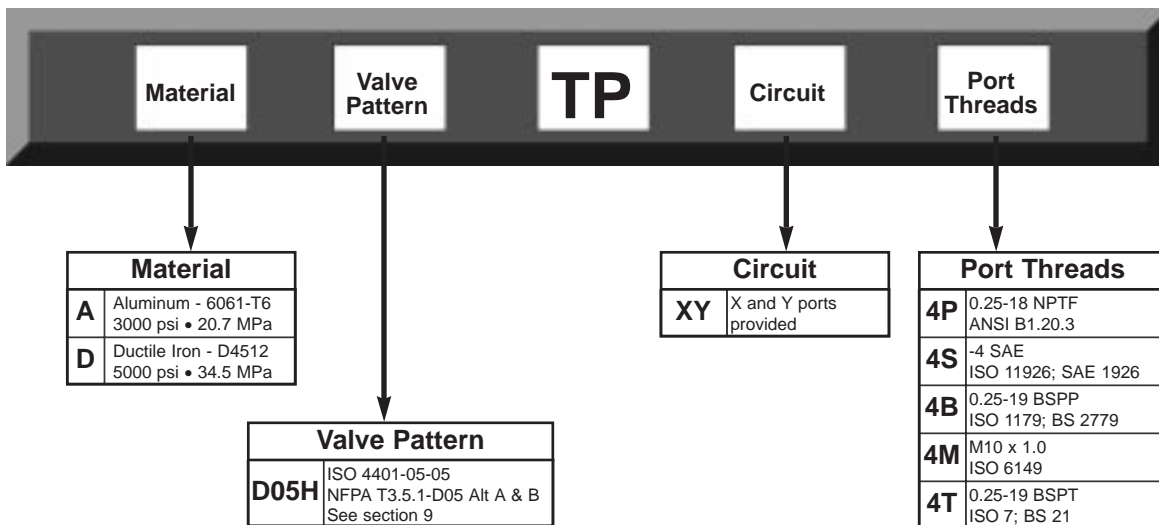 Material
Valve
Pattern
TP
Circuit
Port
Threads
Material
A
Aluminum - 6061-T6
3000 psi • 20.7 MPa
D
Ductile Iron - D4512
5000 psi • 34.5 MPa
Valve Pattern
D05H
ISO 4401-05-05
NFPA T3.5.1-D05 Alt A & B
See section 9
Circuit
XY
X and Y ports
provided
Port Threads
4P
0.25-18 NPTF
ANSI B1.20.3
4S
-4 SAE
ISO 11926; SAE 1926
4B
0.25-19 BSPP
ISO 1179; BS 2779
4M
M10 x 1.0
ISO 6149
4T
0.25-19 BSPT
ISO 7; BS 21